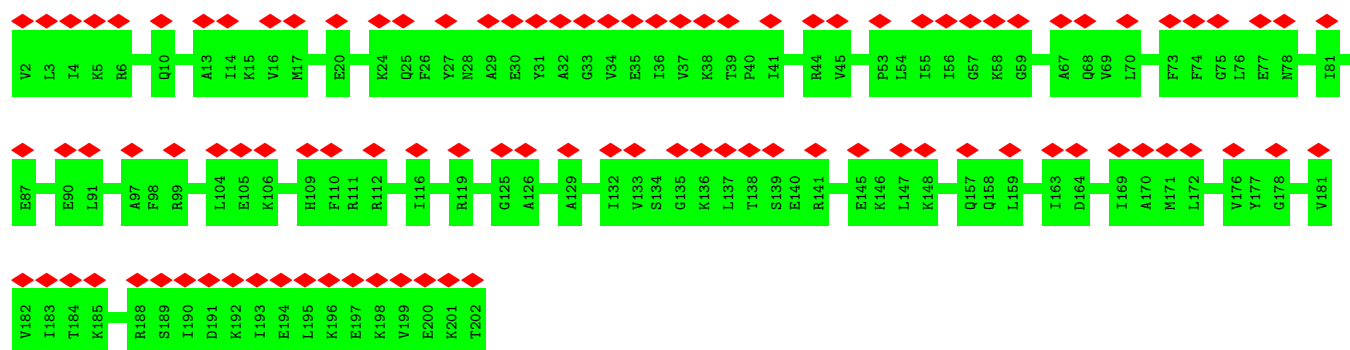 V2 L3 I4 K5 R6 Q10 A13 I14 K15 V16 M17 E20 K24 Q25 F26 Y27 N28 A29 E30 Y31 A32 G33 V34 E35 I36 V37 K38 T39 P40 I41 R44 V45 P53 L54 I55 I56 G57 K58 G59 A67 Q68 V69 L70 F73 F74 G75 L76 E77 N78 I81
E87 E90 L91 A97 F98 R99 L104 E105 K106 H109 F110 R111 R112 I116 R119 G125 A126 A129 I132 V133 S134 G135 K136 L137 T138 S139 E140 R141 E145 K146 L147 K148 Q157 Q158 L159 I163 D164 I169 A170 M171 L172 V176 Y177 G178 V181
V182 I183 T184 K185 R188 S189 I190 D191 K192 I193 E194 L195 K196 E197 K198 V199 E200 K201 T202